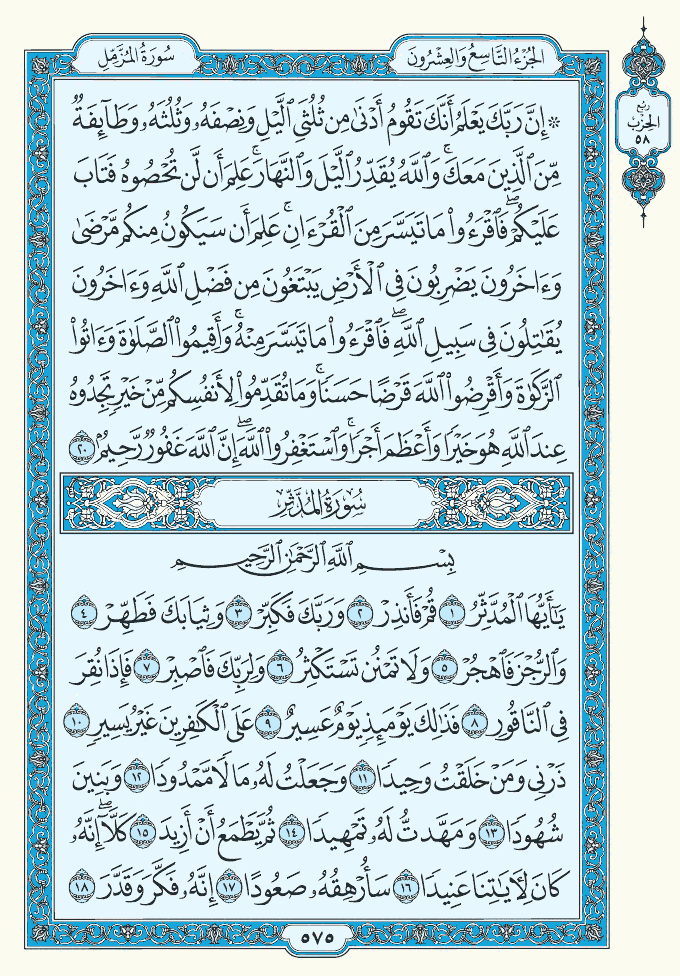 سُورَةُ المُزَّمِّلِ
الجُزْءُ التَّاسِعُ وَالعِشْرُونَ
ربع
الحزب
٥٨
۞ إِنَّ رَبَّكَ يَعْلَمُ أَنَّكَ تَقُومُ أَدْنَىٰ مِن ثُلُثَيِ ٱلَّيْلِ وَنِصْفَهُۥ وَثُلُثَهُۥ وَطَآئِفَةٌ
مِّنَ ٱلَّذِينَ مَعَكَۚ وَٱللَّهُ يُقَدِّرُ ٱلَّيْلَ وَٱلنَّهَارَۚ عَلِمَ أَن لَّن تُحْصُوهُ فَتَابَ
عَلَيْكُمْۖ فَٱقْرَءُوا۟ مَا تَيَسَّرَ مِنَ ٱلْقُرْءَانِۚ عَلِمَ أَن سَيَكُونُ مِنكُم مَّرْضَىٰ
وَءَاخَرُونَ يَضْرِبُونَ فِى ٱلْأَرْضِ يَبْتَغُونَ مِن فَضْلِ ٱللَّهِ وَءَاخَرُونَ
يُقَٰتِلُونَ فِى سَبِيلِ ٱللَّهِۖ فَٱقْرَءُوا۟ مَا تَيَسَّرَ مِنْهُۚ وَأَقِيمُوا۟ ٱلصَّلَوٰةَ وَءَاتُوا۟
ٱلزَّكَوٰةَ وَأَقْرِضُوا۟ ٱللَّهَ قَرْضًا حَسَنًاۚ وَمَا تُقَدِّمُوا۟ لِأَنفُسِكُم مِّنْ خَيْرٍ تَجِدُوهُ
عِندَ ٱللَّهِ هُوَ خَيْرًا وَأَعْظَمَ أَجْرًاۚ وَٱسْتَغْفِرُوا۟ ٱللَّهَۖ إِنَّ ٱللَّهَ غَفُورٌ رَّحِيمٌۢ ٢٠
سُورَةُ المُدَّثِّرِ
بِسْمِ ٱللَّهِ ٱلرَّحْمَٰنِ ٱلرَّحِيمِ
يَٰٓأَيُّهَا ٱلْمُدَّثِّرُ ١ قُمْ فَأَنذِرْ ٢ وَرَبَّكَ فَكَبِّرْ ٣ وَثِيَابَكَ فَطَهِّرْ ٤
وَٱلرُّجْزَ فَٱهْجُرْ ٥ وَلَا تَمْنُن تَسْتَكْثِرُ ٦ وَلِرَبِّكَ فَٱصْبِرْ ٧ فَإِذَا نُقِرَ
فِى ٱلنَّاقُورِ ٨ فَذَٰلِكَ يَوْمَئِذٍ يَوْمٌ عَسِيرٌ ٩ عَلَى ٱلْكَٰفِرِينَ غَيْرُ يَسِيرٍ ١٠
ذَرْنِى وَمَنْ خَلَقْتُ وَحِيدًا ١١ وَجَعَلْتُ لَهُۥ مَالًا مَّمْدُودًا ١٢ وَبَنِينَ
شُهُودًا ١٣ وَمَهَّدتُّ لَهُۥ تَمْهِيدًا ١٤ ثُمَّ يَطْمَعُ أَنْ أَزِيدَ ١٥ كَلَّآۖ إِنَّهُۥ
كَانَ لِءَايَٰتِنَا عَنِيدًا ١٦ سَأُرْهِقُهُۥ صَعُودًا ١٧ إِنَّهُۥ فَكَّرَ وَقَدَّرَ ١٨
٥٧٥